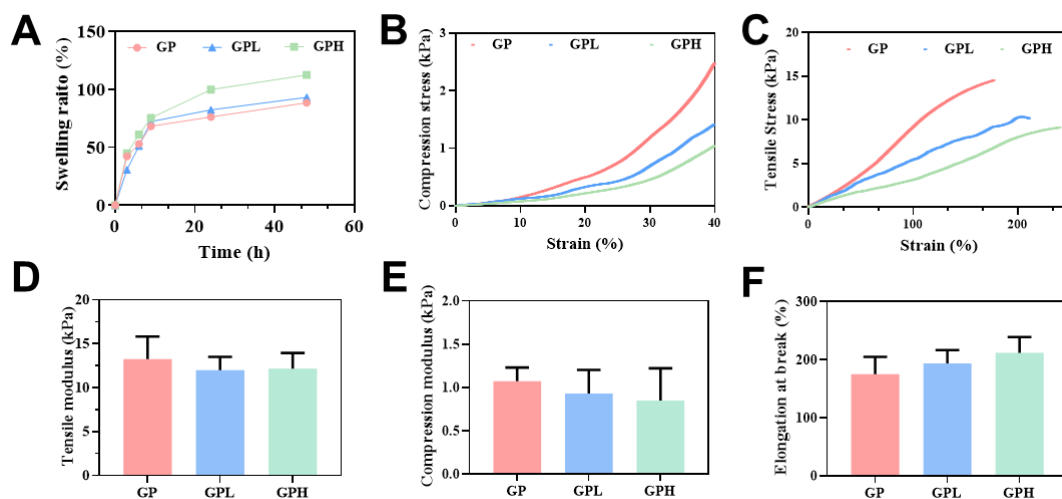 A
Swelling raito (%)
150
100
50
0
GP GPL GPH
0 20 40 60
Time (h)
B
Compression stress (kPa)
3
2
1
0
GP GPL GPH
0 10 20 30 40
Strain (%)
C
Tensile Stress (kPa)
20
15
10
5
0
GP GPL GPH
0 100 200
Strain (%)
D
Tensile modulus (kPa)
20
15
10
5
0
GP GPL GPH
E
Compression modulus (kPa)
2.0
1.5
1.0
0.5
0.0
GP GPL GPH
F
Elongation at break (%)
300
200
100
0
GP GPL GPH